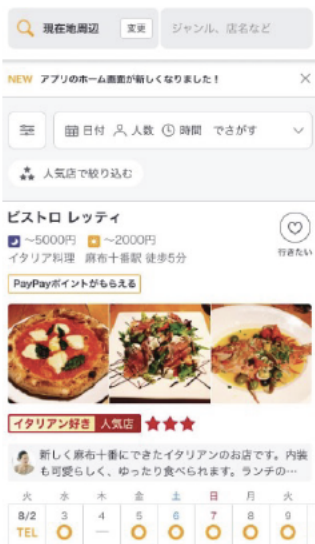 現在地周辺 変更 ジャンル、店名など
NEW アプリのホーム画面が新しくなりました！
日付 人数 時間 でさがす
人気店で絞り込む
ビストロ レッティ
～5000円 ～2000円
行きたい
イタリア料理 麻布十番駅 徒歩5分
PayPayポイントがもらえる
イタリアン好き 人気店 ★★★
新しく麻布十番にできたイタリアンのお店です。内装
も可愛らしく、ゆったり食べられます。ランチの…
火 水 木 金 土 日 月 火
8/2 3 4 5 6 7 8 9
TEL ○ － ○ ○ ○ ○ ○